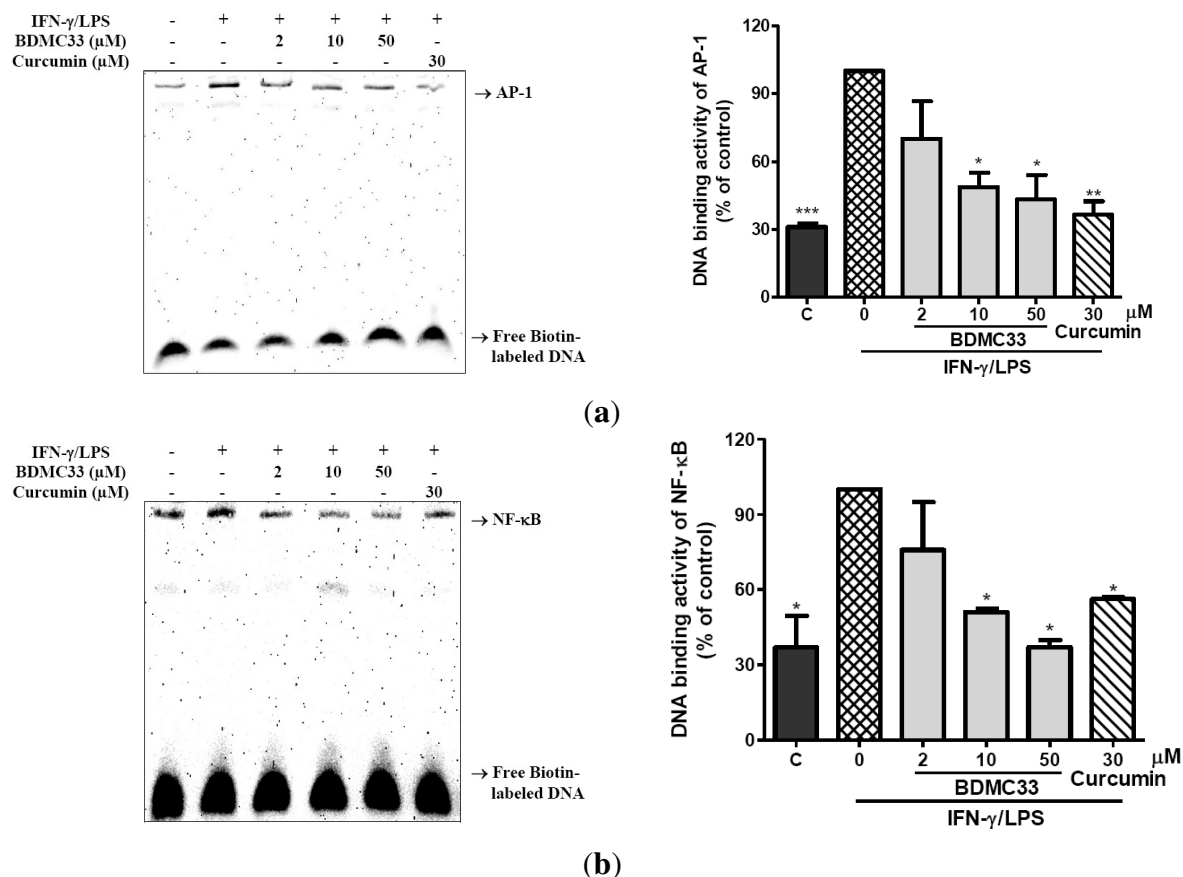 IFN-γ/LPS - + + + + +
BDMC33 (µM) - - 2 10 50 -
Curcumin (µM) - - - - - 30
→ AP-1
→ Free Biotin-
labeled DNA
DNA binding activity of AP-1
(% of control)
120
90
60
30
0
***
*
*
**
C 0 2 10 50 30 µM
BDMC33 Curcumin
IFN-γ/LPS
(a)
IFN-γ/LPS - + + + + +
BDMC33 (µM) - - 2 10 50 -
Curcumin (µM) - - - - - 30
→ NF-κB
→ Free Biotin-
labeled DNA
DNA binding activity of NF-κB
(% of control)
120
90
60
30
0
*
*
*
*
C 0 2 10 50 30 µM
BDMC33 Curcumin
IFN-γ/LPS
(b)